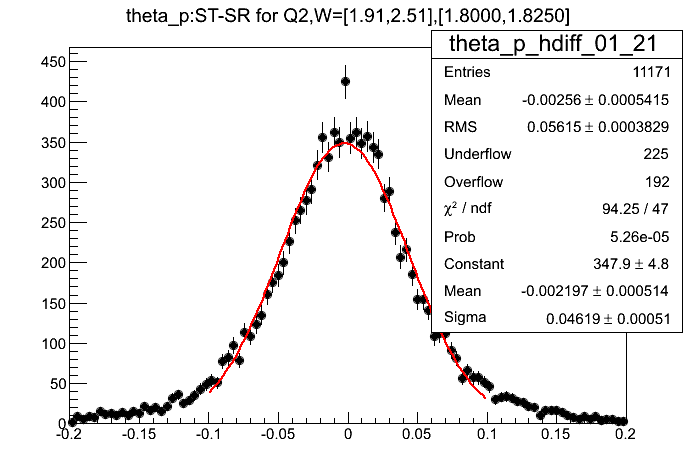 theta_p:ST-SR for Q2,W=[1.91,2.51],[1.8000,1.8250]
theta_p_hdiff_01_21
Entries 11171
Mean -0.00256 ± 0.0005415
RMS 0.05615 ± 0.0003829
Underflow 225
Overflow 192
χ² / ndf 94.25 / 47
Prob 5.26e-05
Constant 347.9 ± 4.8
Mean -0.002197 ± 0.000514
Sigma 0.04619 ± 0.00051
450
400
350
300
250
200
150
100
50
0
-0.2 -0.15 -0.1 -0.05 0 0.05 0.1 0.15 0.2